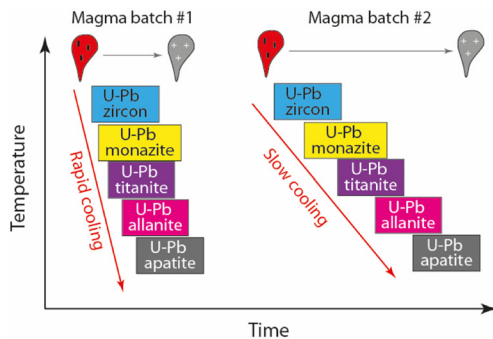 Magma batch #1
Magma batch #2
Temperature
U-Pb
zircon
U-Pb
monazite
U-Pb
titanite
U-Pb
allanite
U-Pb
apatite
Rapid cooling
U-Pb
zircon
U-Pb
monazite
U-Pb
titanite
U-Pb
allanite
U-Pb
apatite
Slow cooling
Time